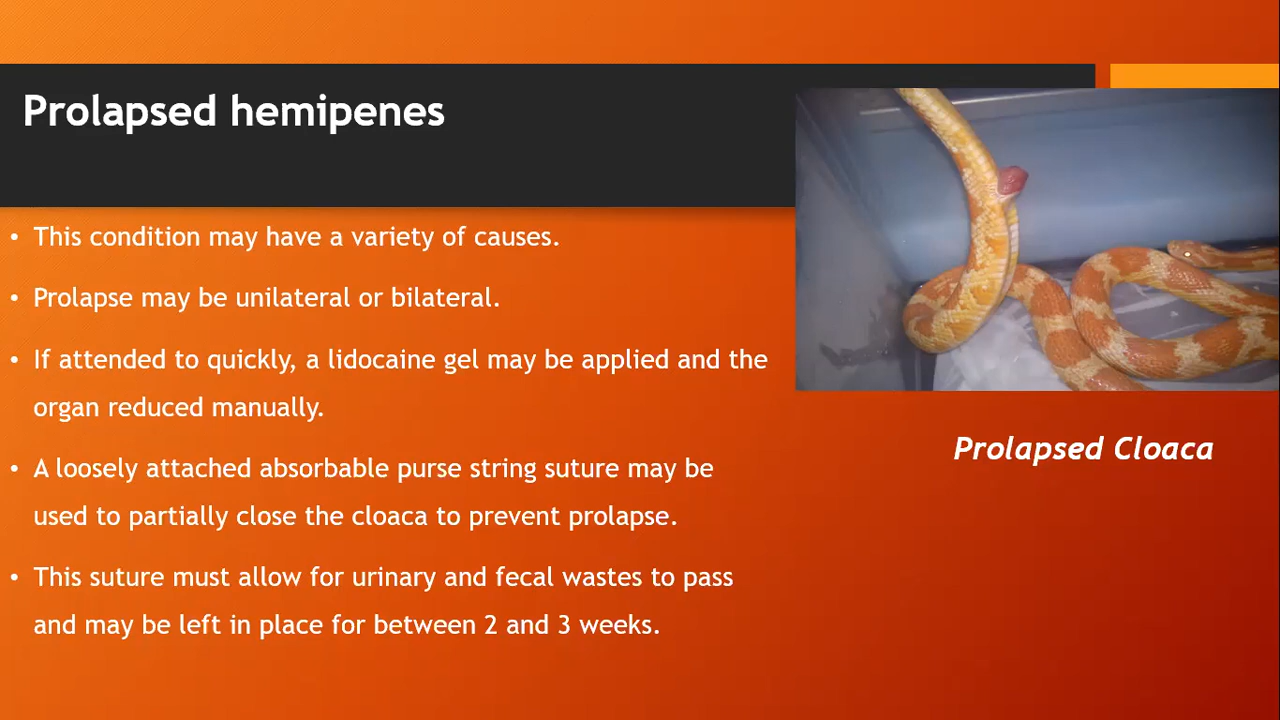 Prolapsed hemipenes
• This condition may have a variety of causes.
• Prolapse may be unilateral or bilateral.
• If attended to quickly, a lidocaine gel may be applied and the
organ reduced manually.
• A loosely attached absorbable purse string suture may be
used to partially close the cloaca to prevent prolapse.
• This suture must allow for urinary and fecal wastes to pass
and may be left in place for between 2 and 3 weeks.
Prolapsed Cloaca